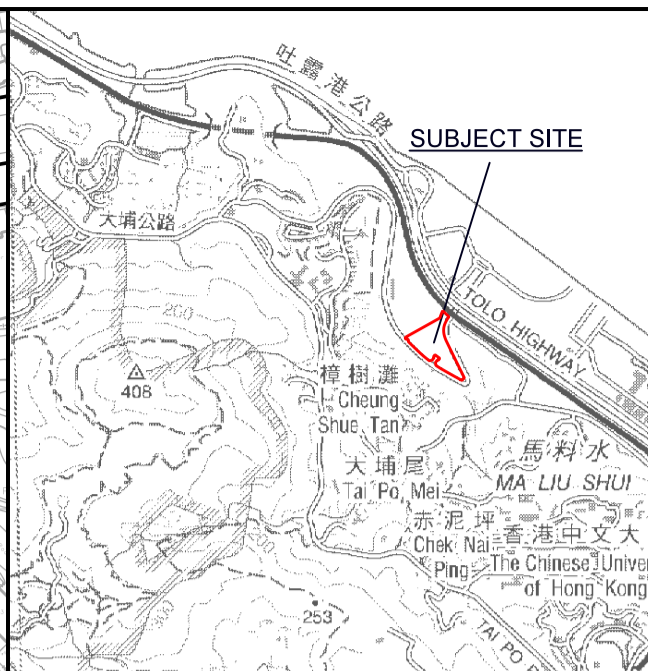 吐露港公路
SUBJECT SITE
大埔公路
200
TOLO HIGHWAY
408
樟樹灘
Cheung
Shue Tan
大埔尾
Tai Po Mei
馬料水
MA LIU SHUI
赤泥坪
Chek Nai
Ping
香港中文大
The Chinese Univer
of Hong Kong
253
TAI PO